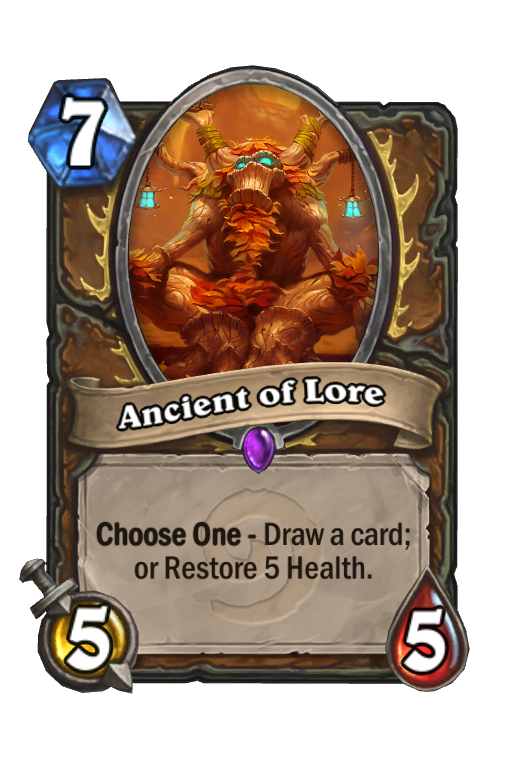 7
Ancient of Lore
Choose One - Draw a card;
or Restore 5 Health.
5
5